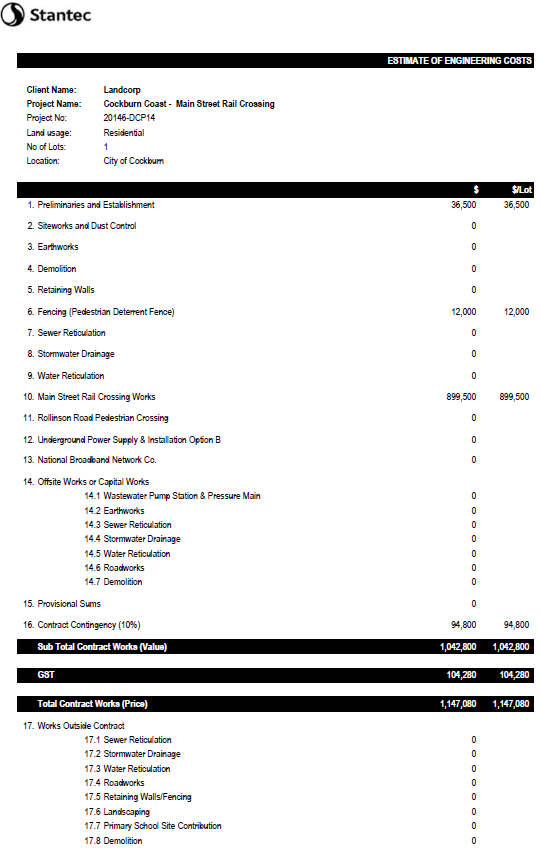 Stantec
ESTIMATE OF ENGINEERING COSTS
Client Name: Landcorp
Project Name: Cockburn Coast - Main Street Rail Crossing
Project No: 20146-DCP14
Land usage: Residential
No of Lots: 1
Location: City of Cockburn
$ $/Lot
1. Preliminaries and Establishment 36,500 36,500
2. Siteworks and Dust Control 0
3. Earthworks 0
4. Demolition 0
5. Retaining Walls 0
6. Fencing (Pedestrian Deterrent Fence) 12,000 12,000
7. Sewer Reticulation 0
8. Stormwater Drainage 0
9. Water Reticulation 0
10. Main Street Rail Crossing Works 899,500 899,500
11. Rollinson Road Pedestrian Crossing 0
12. Underground Power Supply & Installation Option B 0
13. National Broadband Network Co. 0
14. Offsite Works or Capital Works
14.1 Wastewater Pump Station & Pressure Main 0
14.2 Earthworks 0
14.3 Sewer Reticulation 0
14.4 Stormwater Drainage 0
14.5 Water Reticulation 0
14.6 Roadworks 0
14.7 Demolition 0
15. Provisional Sums 0
16. Contract Contingency (10%) 94,800 94,800
Sub Total Contract Works (Value) 1,042,800 1,042,800
GST 104,280 104,280
Total Contract Works (Price) 1,147,080 1,147,080
17. Works Outside Contract
17.1 Sewer Reticulation 0
17.2 Stormwater Drainage 0
17.3 Water Reticulation 0
17.4 Roadworks 0
17.5 Retaining Walls/Fencing 0
17.6 Landscaping 0
17.7 Primary School Site Contribution 0
17.8 Demolition 0